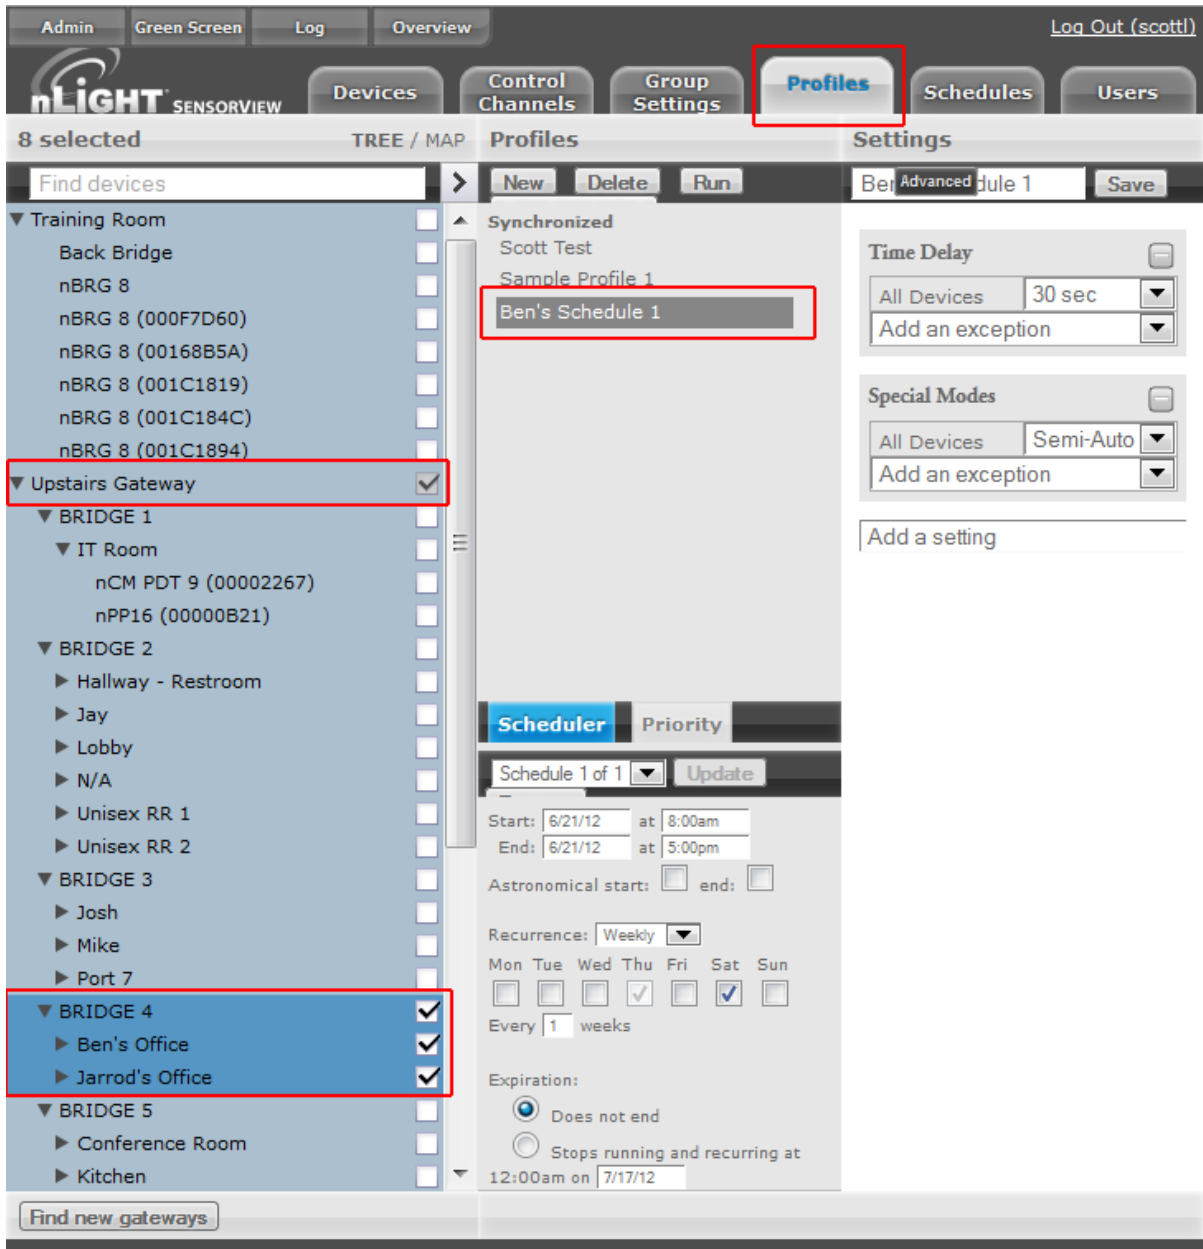 Admin Green Screen Log Overview Log Out (scottl)
nLIGHT SENSORVIEW Devices Control Channels Group Settings Profiles Schedules Users
8 selected TREE / MAP
Find devices
Training Room
Back Bridge
nBRG 8
nBRG 8 (000F7D60)
nBRG 8 (00168B5A)
nBRG 8 (001C1819)
nBRG 8 (001C184C)
nBRG 8 (001C1894)
Upstairs Gateway
BRIDGE 1
IT Room
nCM PDT 9 (00002267)
nPP16 (00000B21)
BRIDGE 2
Hallway - Restroom
Jay
Lobby
N/A
Unisex RR 1
Unisex RR 2
BRIDGE 3
Josh
Mike
Port 7
BRIDGE 4
Ben's Office
Jarrod's Office
BRIDGE 5
Conference Room
Kitchen
Find new gateways
Profiles
New Delete Run
Synchronized
Scott Test
Sample Profile 1
Ben's Schedule 1
Scheduler Priority
Schedule 1 of 1 Update
Start: 6/21/12 at 8:00am
End: 6/21/12 at 5:00pm
Astronomical start: end:
Recurrence: Weekly
Mon Tue Wed Thu Fri Sat Sun
Every 1 weeks
Expiration:
Does not end
Stops running and recurring at
12:00am on 7/17/12
Settings
Ber Advanced dule 1 Save
Time Delay
All Devices 30 sec
Add an exception
Special Modes
All Devices Semi-Auto
Add an exception
Add a setting